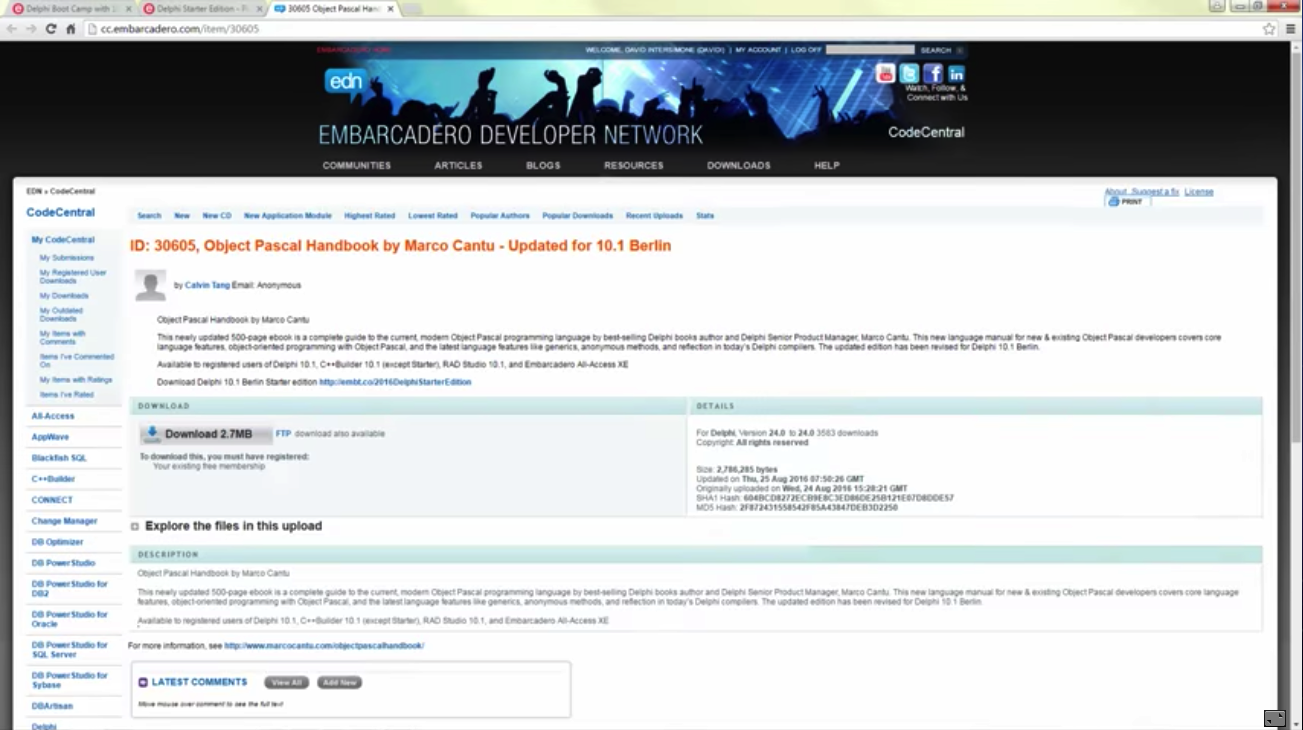 Delphi Boot Camp with
Delphi Starter Edition -
30605 Object Pascal Han
cc.embarcadero.com/item/30605
WELCOME, DAVID INTERSIMONE (DAVIDI) | MY ACCOUNT | LOG OFF
SEARCH
edn
You Tube
in
Watch, Follow, &
Connect with Us
EMBARCADERO DEVELOPER NETWORK
CodeCentral
COMMUNITIES ARTICLES BLOGS RESOURCES DOWNLOADS HELP
EDN » CodeCentral
About Suggest a fix License
PRINT
CodeCentral
Search New New CD New Application Module Highest Rated Lowest Rated Popular Authors Popular Downloads Recent Uploads Stats
My CodeCentral
My Submissions
My Registered User
Downloads
My Downloads
My Outdated
Downloads
My Items with
Comments
Items I've Commented
On
My Items with Ratings
Items I've Rated
All-Access
AppWave
Blackfish SQL
C++Builder
CONNECT
Change Manager
DB Optimizer
DB PowerStudio
DB PowerStudio for
DB2
DB PowerStudio for
Oracle
DB PowerStudio for
SQL Server
DB PowerStudio for
Sybase
DBArtisan
Delphi
ID: 30605, Object Pascal Handbook by Marco Cantu - Updated for 10.1 Berlin
by Calvin Tang Email: Anonymous
Object Pascal Handbook by Marco Cantu
This newly updated 500-page ebook is a complete guide to the current, modern Object Pascal programming language by best-selling Delphi books author and Delphi Senior Product Manager, Marco Cantu. This new language manual for new & existing Object Pascal developers covers core
language features, object-oriented programming with Object Pascal, and the latest language features like generics, anonymous methods, and reflection in today's Delphi compilers. The updated edition has been revised for Delphi 10.1 Berlin.
Available to registered users of Delphi 10.1, C++Builder 10.1 (except Starter), RAD Studio 10.1, and Embarcadero All-Access XE
Download Delphi 10.1 Berlin Starter edition http://embt.co/2016DelphiStarterEdition
DOWNLOAD
Download 2.7MB FTP download also available
To download this, you must have registered:
Your existing free membership
DETAILS
For Delphi, Version 24.0 to 24.0 3583 downloads
Copyright: All rights reserved
Size: 2,786,285 bytes
Updated on Thu, 25 Aug 2016 07:50:26 GMT
Originally uploaded on Wed, 24 Aug 2016 15:28:21 GMT
SHA1 Hash: 604BCD8272ECB9E8C3ED86DE25B121E07D8DDE57
MD5 Hash: 2F872431558542F85A43847DEB3D2250
Explore the files in this upload
DESCRIPTION
Object Pascal Handbook by Marco Cantu
This newly updated 500-page ebook is a complete guide to the current, modern Object Pascal programming language by best-selling Delphi books author and Delphi Senior Product Manager, Marco Cantu. This new language manual for new & existing Object Pascal developers covers core language
features, object-oriented programming with Object Pascal, and the latest language features like generics, anonymous methods, and reflection in today's Delphi compilers. The updated edition has been revised for Delphi 10.1 Berlin.
Available to registered users of Delphi 10.1, C++Builder 10.1 (except Starter), RAD Studio 10.1, and Embarcadero All-Access XE
For more information, see http://www.marcocantu.com/objectpascalhandbook/
LATEST COMMENTS View All Add New
Move mouse over comment to see the full text